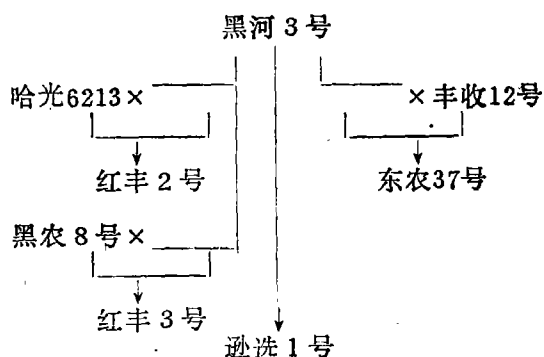 黑河3号
哈光6213×
×丰收12号
红丰2号
东农37号
黑农8号×
红丰3号
逊选1号